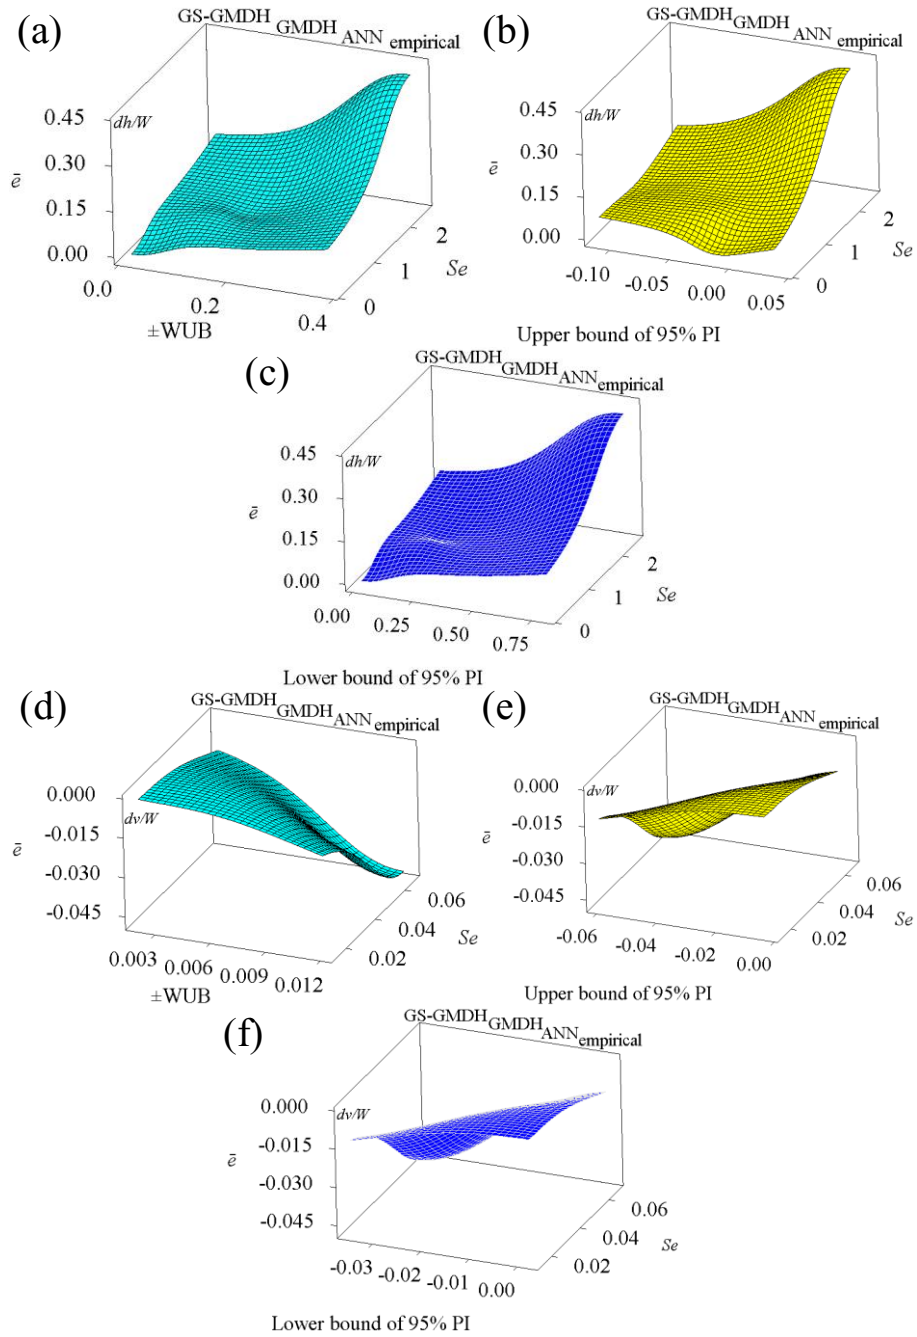 (a)
GS-GMDH GMDH ANN empirical
0.45
dh/W
0.30
ē
0.15
0.00
2
1
Se
0
0.0
0.2
0.4
±WUB
(b)
GS-GMDH GMDH ANN empirical
0.45
dh/W
0.30
ē
0.15
0.00
2
1
Se
0
-0.10
-0.05
0.00
0.05
Upper bound of 95% PI
(c)
GS-GMDH GMDH ANN empirical
0.45
dh/W
0.30
ē
0.15
0.00
2
1
Se
0
0.00
0.25
0.50
0.75
Lower bound of 95% PI
(d)
GS-GMDH GMDH ANN empirical
0.000
dv/W
-0.015
ē
-0.030
-0.045
0.06
0.04
Se
0.02
0.003
0.006
0.009
0.012
±WUB
(e)
GS-GMDH GMDH ANN empirical
0.000
dv/W
-0.015
ē
-0.030
-0.045
0.06
0.04
Se
0.02
-0.06
-0.04
-0.02
0.00
Upper bound of 95% PI
(f)
GS-GMDH GMDH ANN empirical
0.000
dv/W
-0.015
ē
-0.030
-0.045
0.06
0.04
Se
0.02
-0.03
-0.02
-0.01
0.00
Lower bound of 95% PI